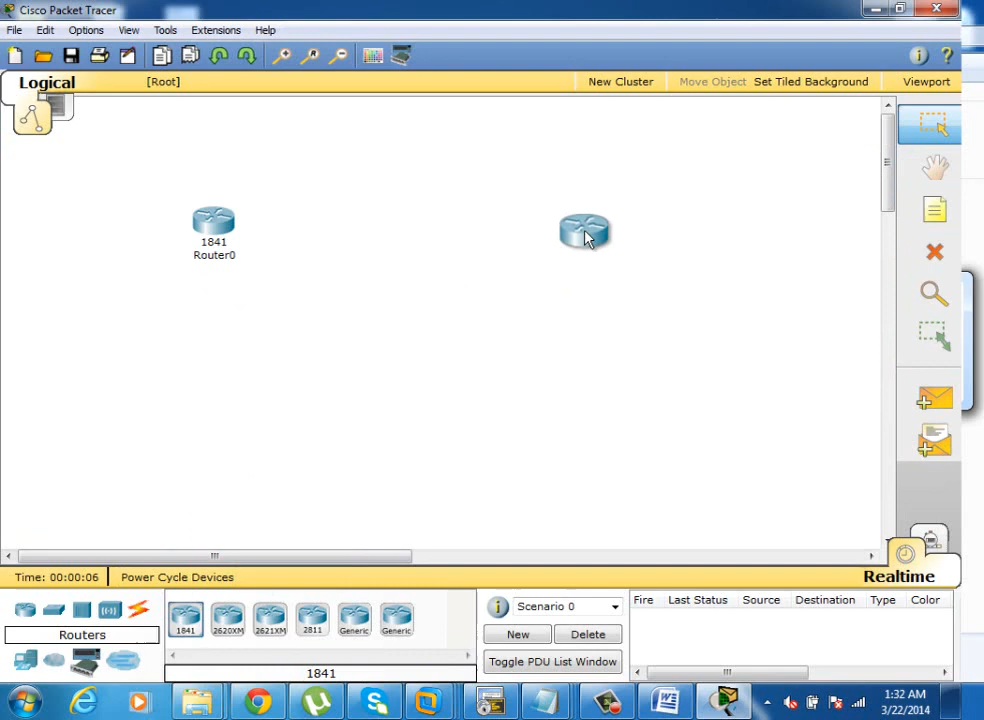 Cisco Packet Tracer
File Edit Options View Tools Extensions Help
Logical [Root] New Cluster Move Object Set Tiled Background Viewport
1841
Router0
Time: 00:00:06 Power Cycle Devices Realtime
Routers
1841 2620XM 2621XM 2811 Generic Generic
1841
Scenario 0
New Delete
Toggle PDU List Window
Fire Last Status Source Destination Type Color
1:32 AM
3/22/2014